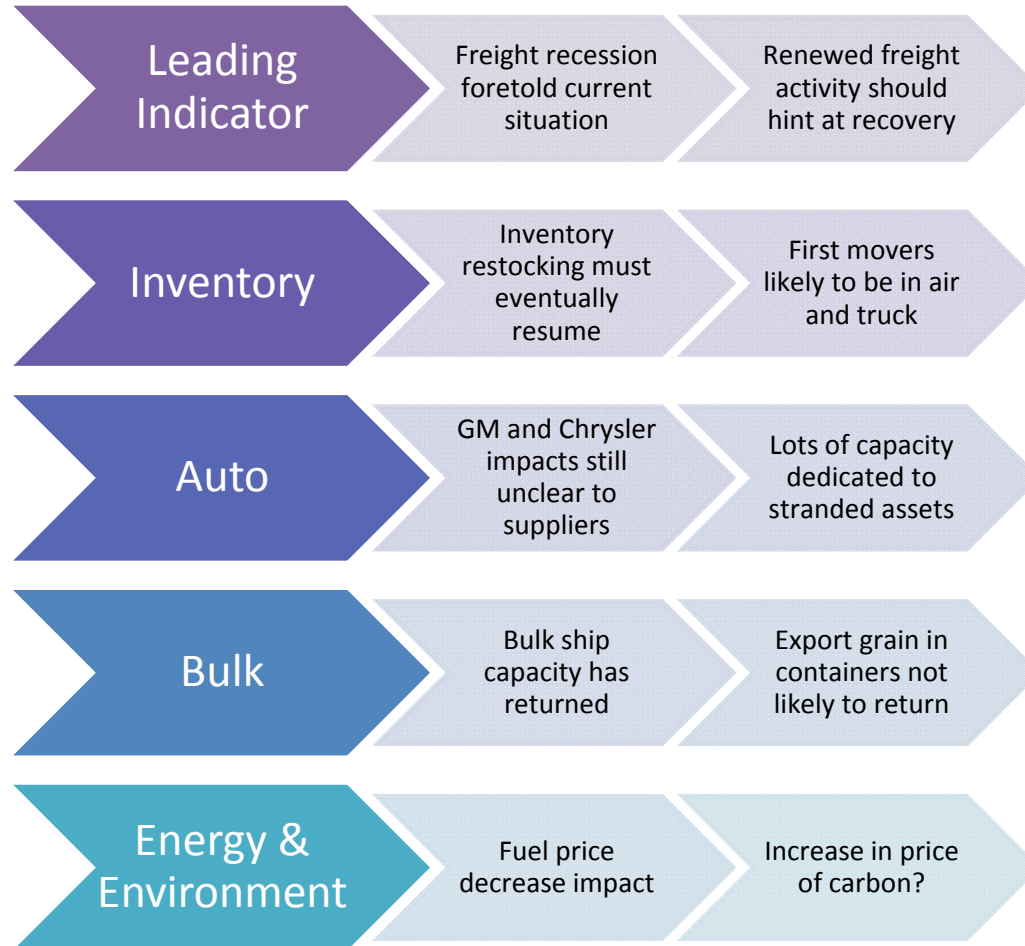 Leading
Indicator
Freight recession
foretold current
situation
Renewed freight
activity should
hint at recovery
Inventory
Inventory
restocking must
eventually
resume
First movers
likely to be in air
and truck
Auto
GM and Chrysler
impacts still
unclear to
suppliers
Lots of capacity
dedicated to
stranded assets
Bulk
Bulk ship
capacity has
returned
Export grain in
containers not
likely to return
Energy &
Environment
Fuel price
decrease impact
Increase in price
of carbon?